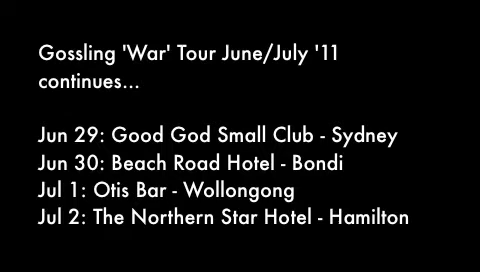 Gossling 'War' Tour June/July '11
continues...
Jun 29: Good God Small Club - Sydney
Jun 30: Beach Road Hotel - Bondi
Jul 1: Otis Bar - Wollongong
Jul 2: The Northern Star Hotel - Hamilton